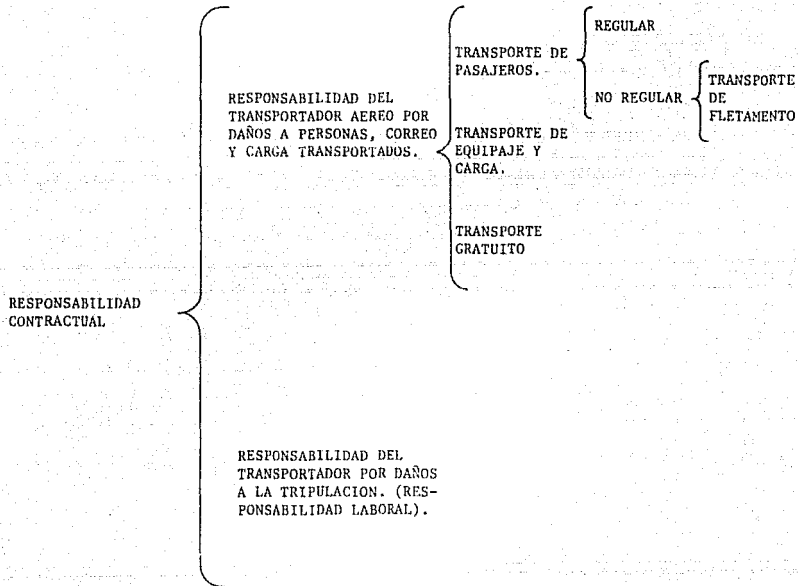 RESPONSABILIDAD
CONTRACTUAL
RESPONSABILIDAD DEL
TRANSPORTADOR AEREO POR
DAÑOS A PERSONAS, CORREO
Y CARGA TRANSPORTADOS.
TRANSPORTE DE
PASAJEROS.
REGULAR
NO REGULAR
TRANSPORTE
DE
FLETAMENTO
TRANSPORTE DE
EQUIPAJE Y
CARGA.
TRANSPORTE
GRATUITO
RESPONSABILIDAD DEL
TRANSPORTADOR POR DAÑOS
A LA TRIPULACION. (RES-
PONSABILIDAD LABORAL).